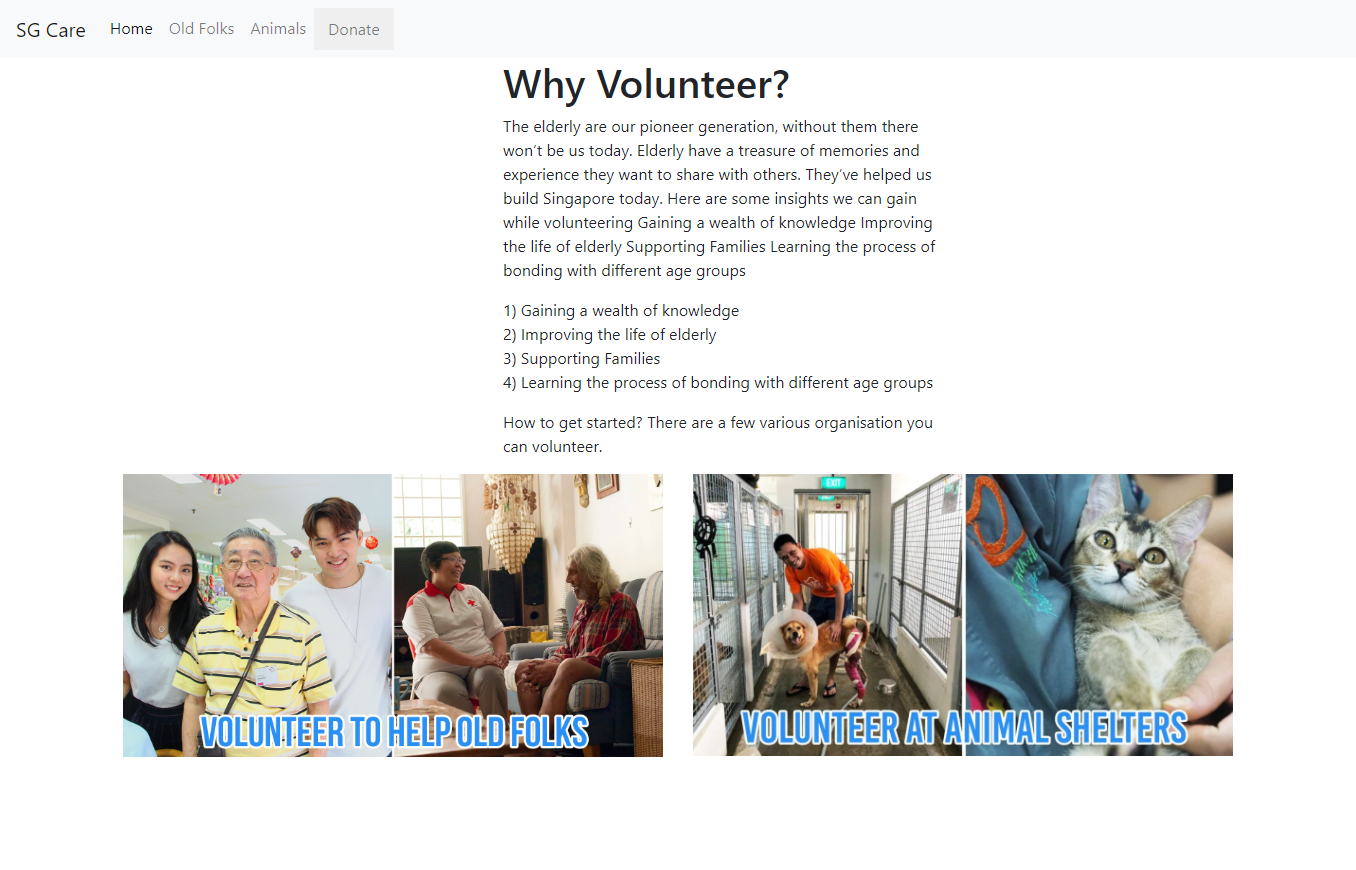 SG Care Home Old Folks Animals Donate
Why Volunteer?
The elderly are our pioneer generation, without them there
won't be us today. Elderly have a treasure of memories and
experience they want to share with others. They've helped us
build Singapore today. Here are some insights we can gain
while volunteering Gaining a wealth of knowledge Improving
the life of elderly Supporting Families Learning the process of
bonding with different age groups
1) Gaining a wealth of knowledge
2) Improving the life of elderly
3) Supporting Families
4) Learning the process of bonding with different age groups
How to get started? There are a few various organisation you
can volunteer.
EXIT
VOLUNTEER TO HELP OLD FOLKS
VOLUNTEER AT ANIMAL SHELTERS